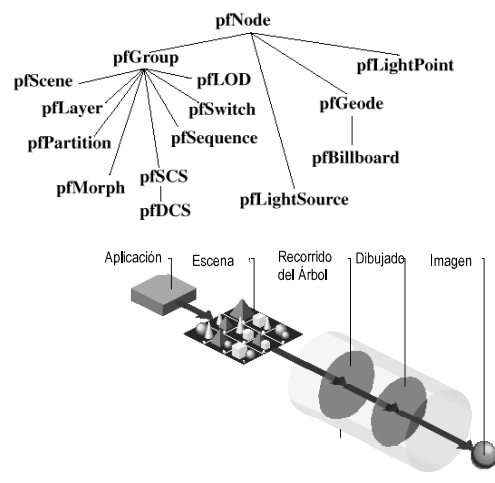 pfNode
pfGroup
pfLightPoint
pfScene
pfLOD
pfLayer
pfSwitch
pfGeode
pfPartition
pfSequence
pfBillboard
pfMorph
pfSCS
pfDCS
pfLightSource
Aplicación
Escena
Recorrido
del Árbol
Dibujado
Imagen